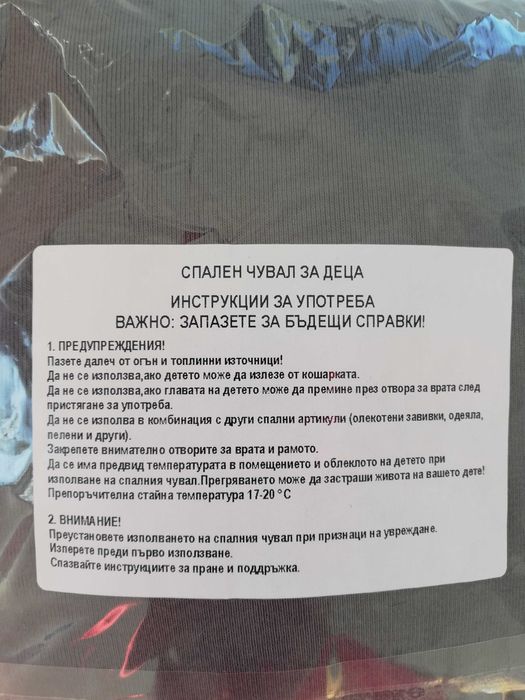 СПАЛЕН ЧУВАЛ ЗА ДЕЦА
ИНСТРУКЦИИ ЗА УПОТРЕБА
ВАЖНО: ЗАПАЗЕТЕ ЗА БЪДЕЩИ СПРАВКИ!
1. ПРЕДУПРЕЖДЕНИЯ!
Пазете далеч от огън и топлинни източници!
Да не се използва,ако детето може да излезе от кошарката.
Да не се използва,ако главата на детето може да премине през отвора за врата след
пристягане за употреба.
Да не се изполва в комбинация с други спални артикули (олекотени завивки, одеяла,
пелени и други).
Закрепете внимателно отворите за врата и рамото.
Да се има предвид температурата в помещението и облеклото на детето при
изполване на спалния чувал.Прегряването може да застраши живота на вашето дете!
Препоръчителна стайна температура 17-20 °C
2. ВНИМАНИЕ!
Преустановете изполването на спалния чувал при признаци на увреждане.
Изперете преди първо използване.
Спазвайте инструкциите за пране и поддръжка.